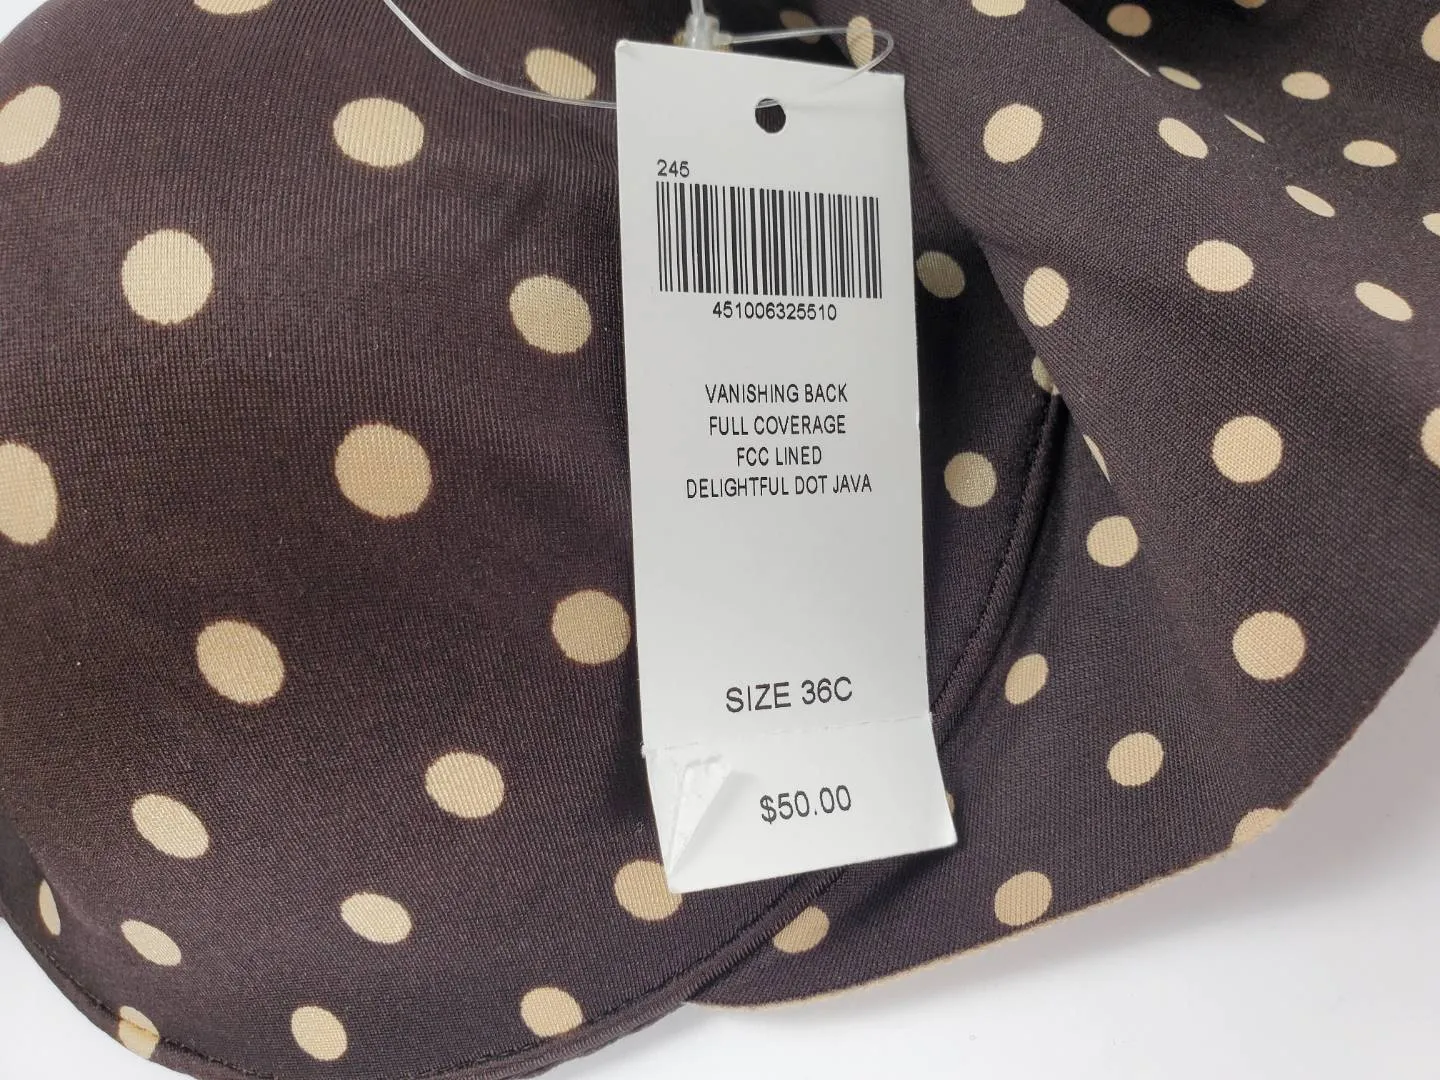 245
451006325510
VANISHING BACK
FULL COVERAGE
FCC LINED
DELIGHTFUL DOT JAVA
SIZE 36C
$50.00